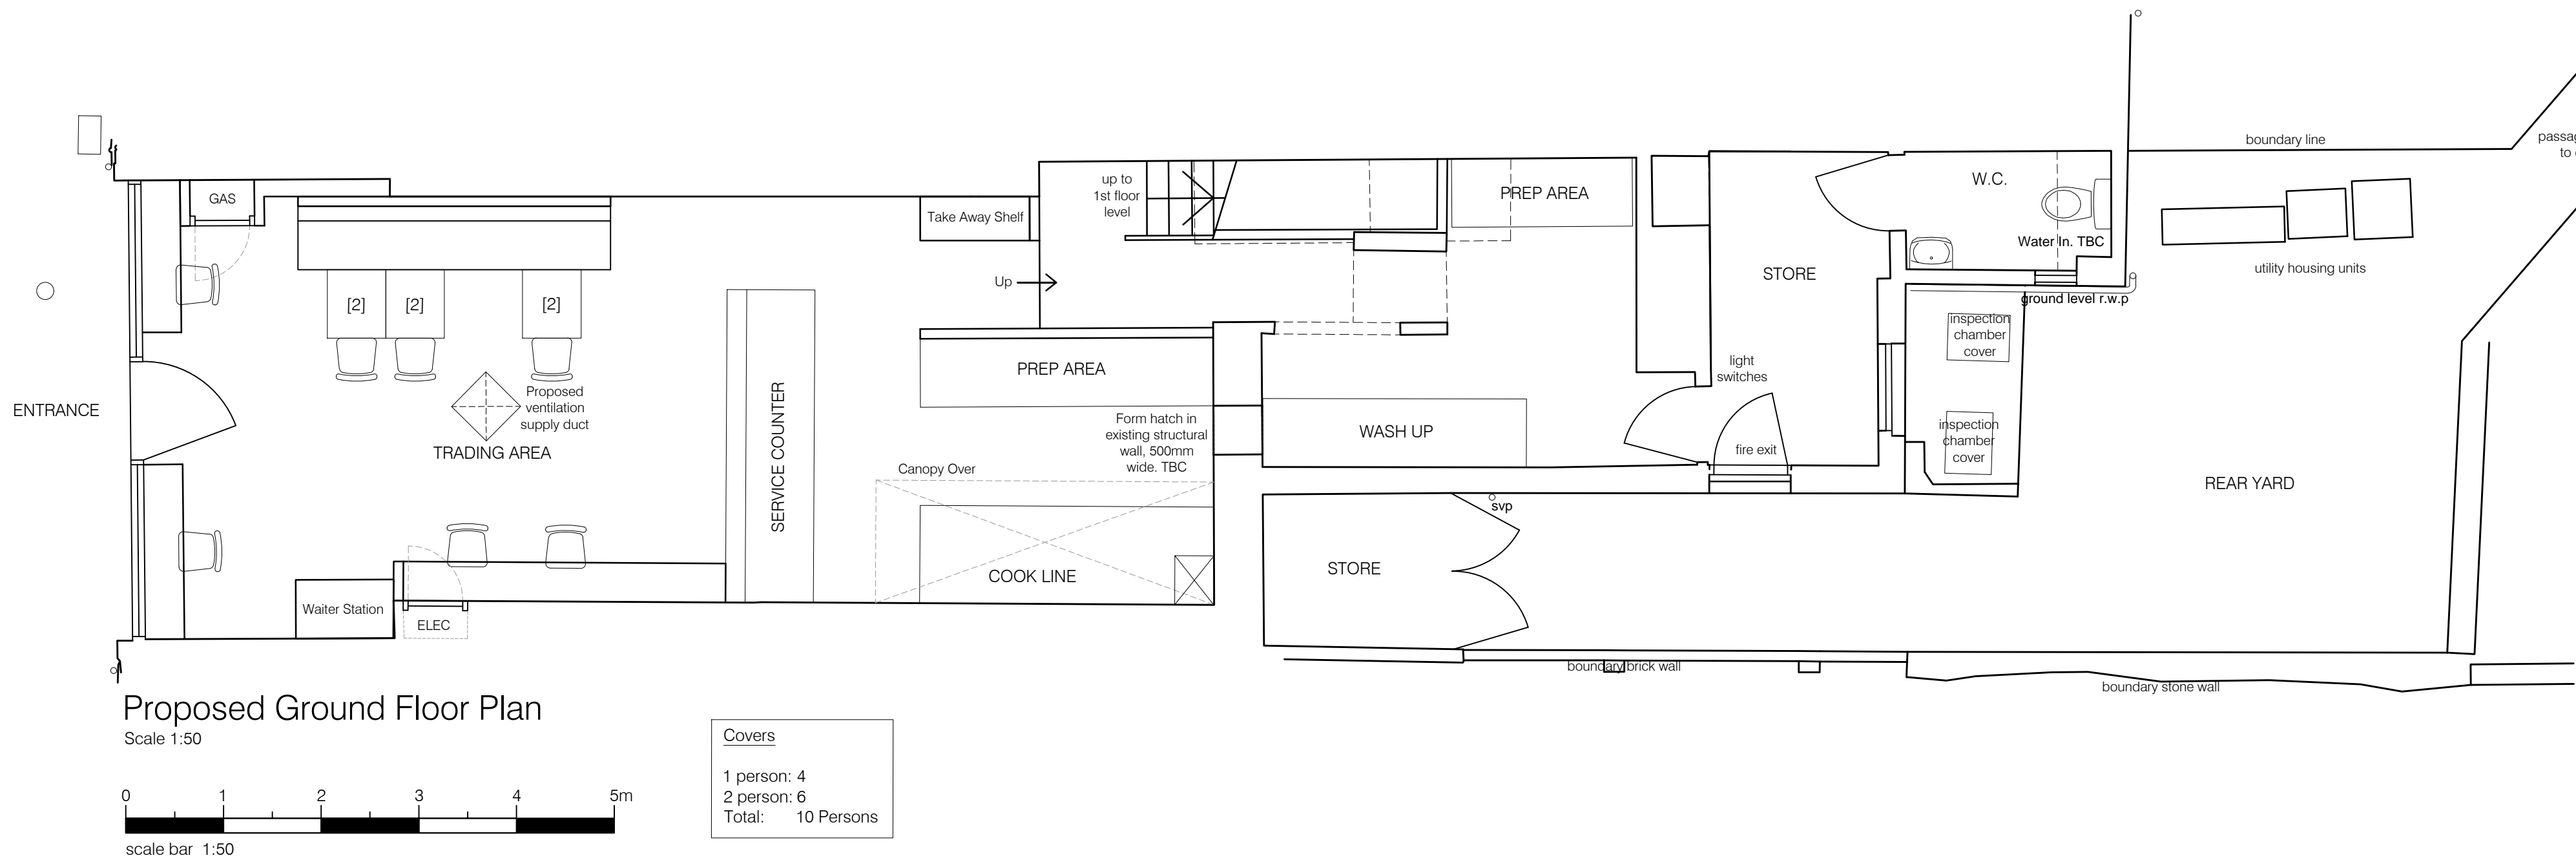 boundary line
passa
to
GAS
up to
1st floor
level
PREP AREA
W.C.
Take Away Shelf
Water In. TBC
STORE
utility housing units
Up
[2]
[2]
[2]
ground level r.w.p
inspection
chamber
cover
light
switches
PREP AREA
ENTRANCE
Proposed
ventilation
supply duct
TRADING AREA
SERVICE COUNTER
Form hatch in
existing structural
wall, 500mm
wide. TBC
WASH UP
fire exit
inspection
chamber
cover
Canopy Over
REAR YARD
svp
COOK LINE
STORE
Waiter Station
ELEC
boundary brick wall
boundary stone wall
Proposed Ground Floor Plan
Scale 1:50
Covers
1 person: 4
2 person: 6
Total: 10 Persons
0 1 2 3 4 5m
scale bar 1:50